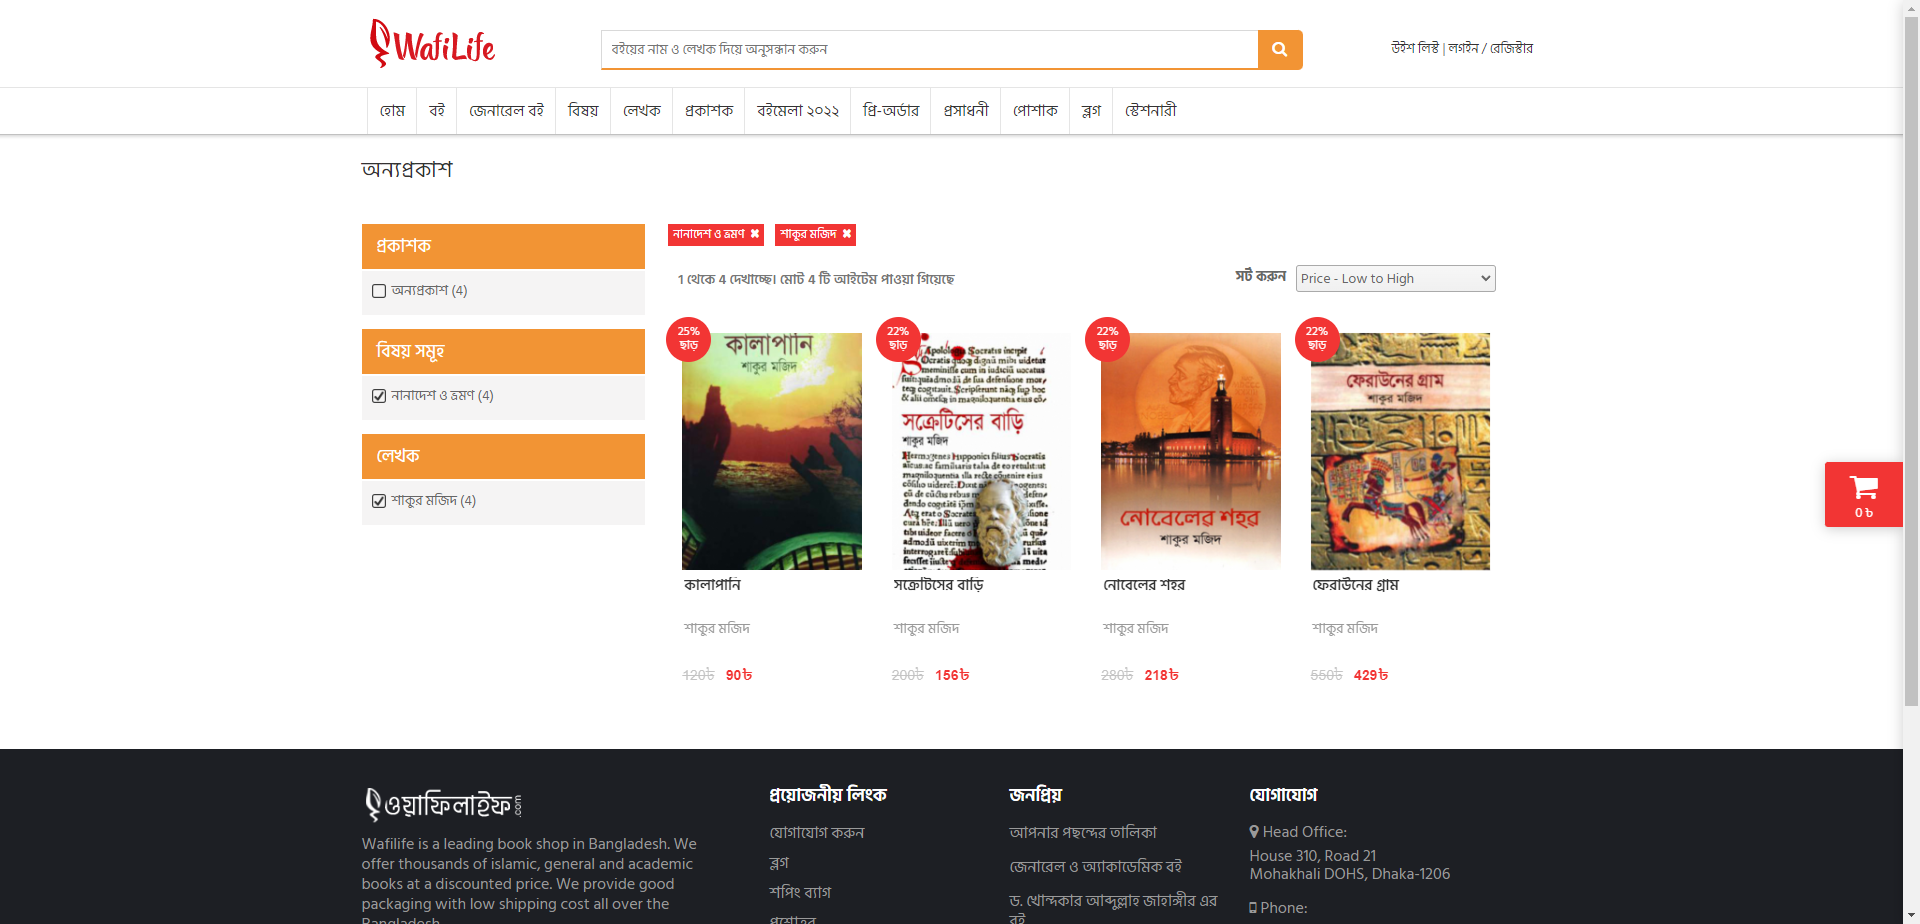 WafiLife
বইয়ের নাম ও লেখক দিয়ে অনুসন্ধান করুন
উইশ লিস্ট | লগইন / রেজিস্টার
হোম
বই
জেনারেল বই
বিষয়
লেখক
প্রকাশক
বইমেলা ২০২২
প্রি-অর্ডার
প্রসাধনী
পোশাক
ব্লগ
স্টেশনারী
অন্যপ্রকাশ
প্রকাশক
অন্যপ্রকাশ (4)
বিষয় সমূহ
নানাদেশ ও ভ্রমণ (4)
লেখক
শাকুর মজিদ (4)
নানাদেশ ও ভ্রমণ ✖
শাকুর মজিদ ✖
1 থেকে 4 দেখাচ্ছে। মোট 4 টি আইটেম পাওয়া গিয়েছে
সর্ট করুন
Price - Low to High
25%
ছাড়
কালাপানি
শাকুর মজিদ
কালাপানি
শাকুর মজিদ
120৳ 90৳
22%
ছাড়
সক্রেটিসের বাড়ি
শাকুর মজিদ
সক্রেটিসের বাড়ি
শাকুর মজিদ
200৳ 156৳
22%
ছাড়
নোবেলের শহর
শাকুর মজিদ
নোবেলের শহর
শাকুর মজিদ
280৳ 218৳
22%
ছাড়
ফেরাউনের গ্রাম
শাকুর মজিদ
ফেরাউনের গ্রাম
শাকুর মজিদ
550৳ 429৳
0 ৳
ওয়াফিলাইফ.com
Wafilife is a leading book shop in Bangladesh. We
offer thousands of islamic, general and academic
books at a discounted price. We provide good
packaging with low shipping cost all over the
Bangladesh.
প্রয়োজনীয় লিংক
যোগাযোগ করুন
ব্লগ
শপিং ব্যাগ
প্রশ্নোত্তর
জনপ্রিয়
আপনার পছন্দের তালিকা
জেনারেল ও অ্যাকাডেমিক বই
ড. খোন্দকার আব্দুল্লাহ জাহাঙ্গীর এর
বই
যোগাযোগ
Head Office:
House 310, Road 21
Mohakhali DOHS, Dhaka-1206
Phone: